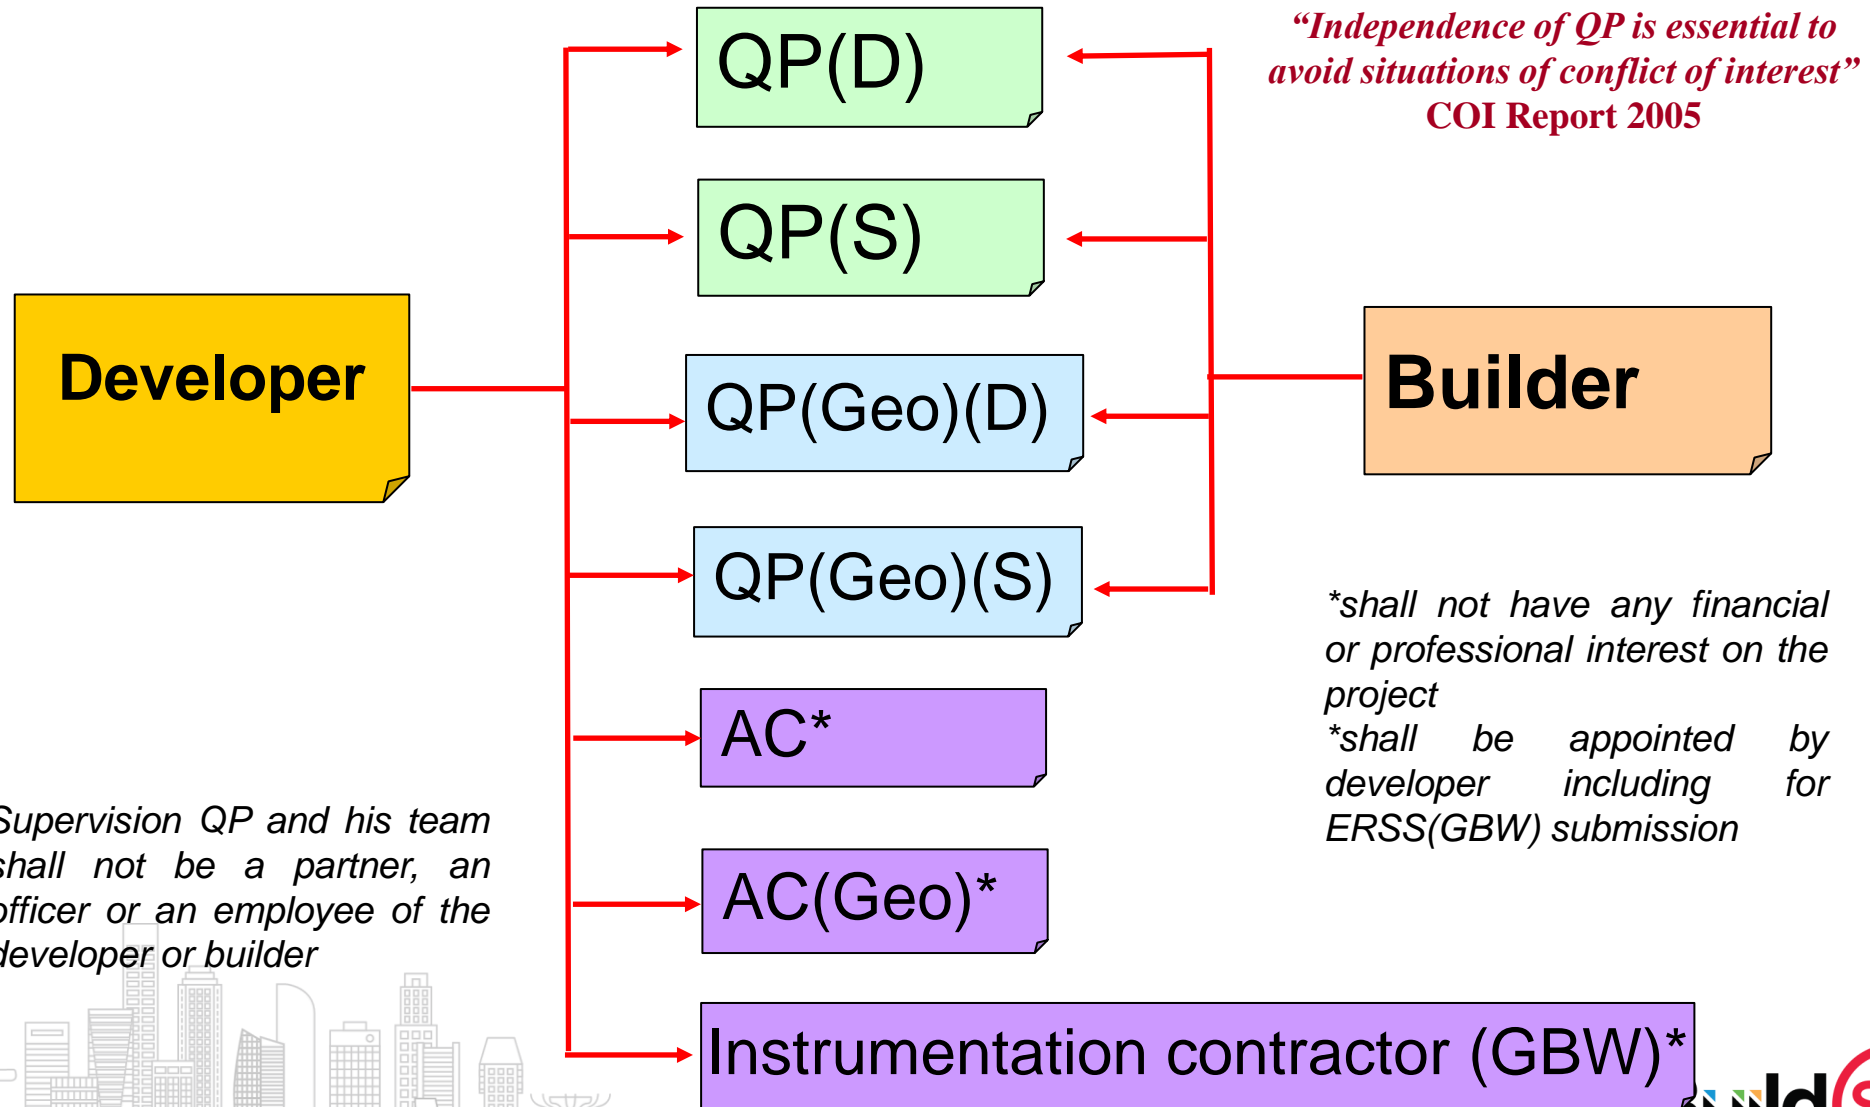 “Independence of QP is essential to
avoid situations of conflict of interest”
COI Report 2005
QP(D)
QP(S)
Developer
Builder
QP(Geo)(D)
QP(Geo)(S)
*shall not have any financial
or professional interest on the
project
*shall be appointed by
developer including for
ERSS(GBW) submission
AC*
Supervision QP and his team
shall not be a partner, an
officer or an employee of the
developer or builder
AC(Geo)*
Instrumentation contractor (GBW)*